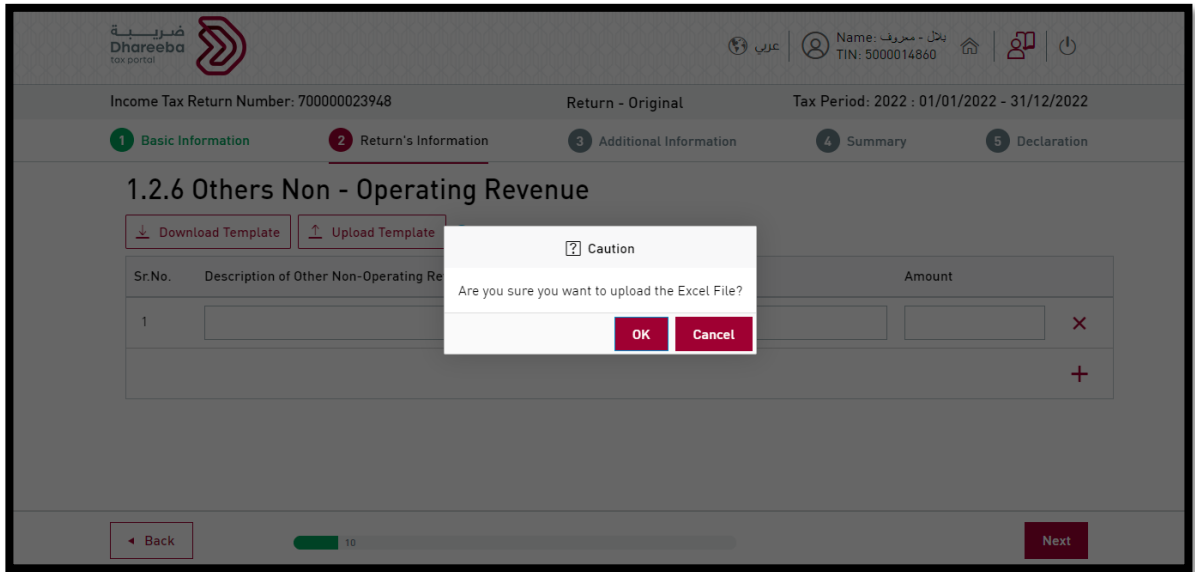 ضريبة
Dhareeba
tax portal
عربي
Name: بلال - معروف
TIN: 5000014860
Income Tax Return Number: 700000023948
Return - Original
Tax Period: 2022 : 01/01/2022 - 31/12/2022
1 Basic Information
2 Return's Information
3 Additional Information
4 Summary
5 Declaration
1.2.6 Others Non - Operating Revenue
Download Template
Upload Template
? Caution
Sr.No.
Description of Other Non-Operating Re
Amount
Are you sure you want to upload the Excel File?
1
OK
Cancel
Back
10
Next